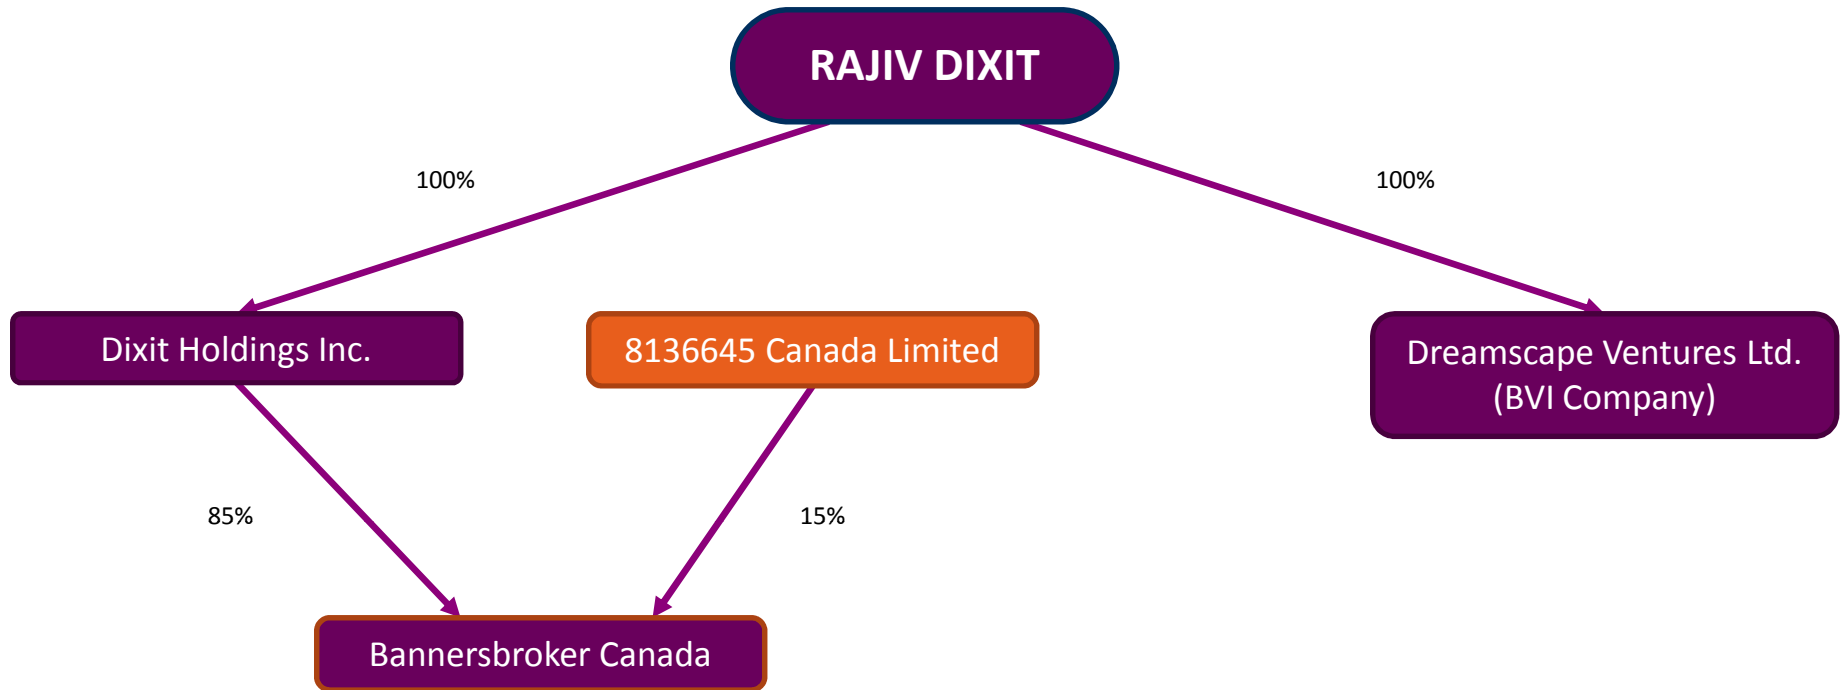 RAJIV DIXIT
100%
100%
Dixit Holdings Inc.
8136645 Canada Limited
Dreamscape Ventures Ltd.
(BVI Company)
85%
15%
Bannersbroker Canada